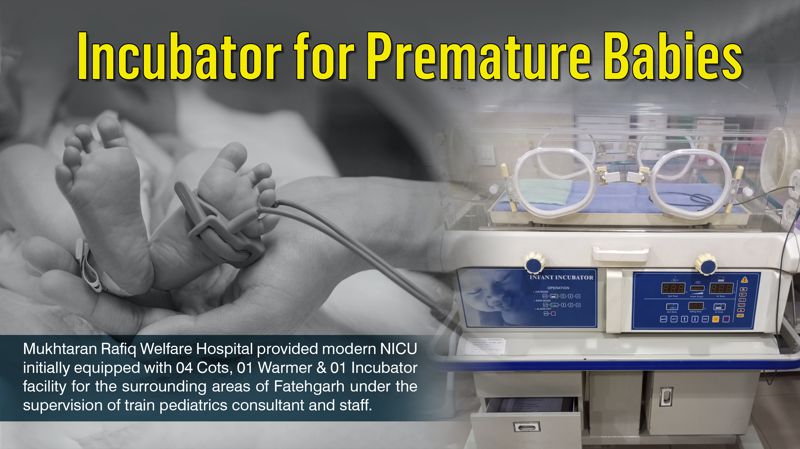 Incubator for Premature Babies
INFANT INCUBATOR
OPERATION
Mukhtaran Rafiq Welfare Hospital provided modern NICU
initially equipped with 04 Cots, 01 Warmer & 01 Incubator
facility for the surrounding areas of Fatehgarh under the
supervision of train pediatrics consultant and staff.